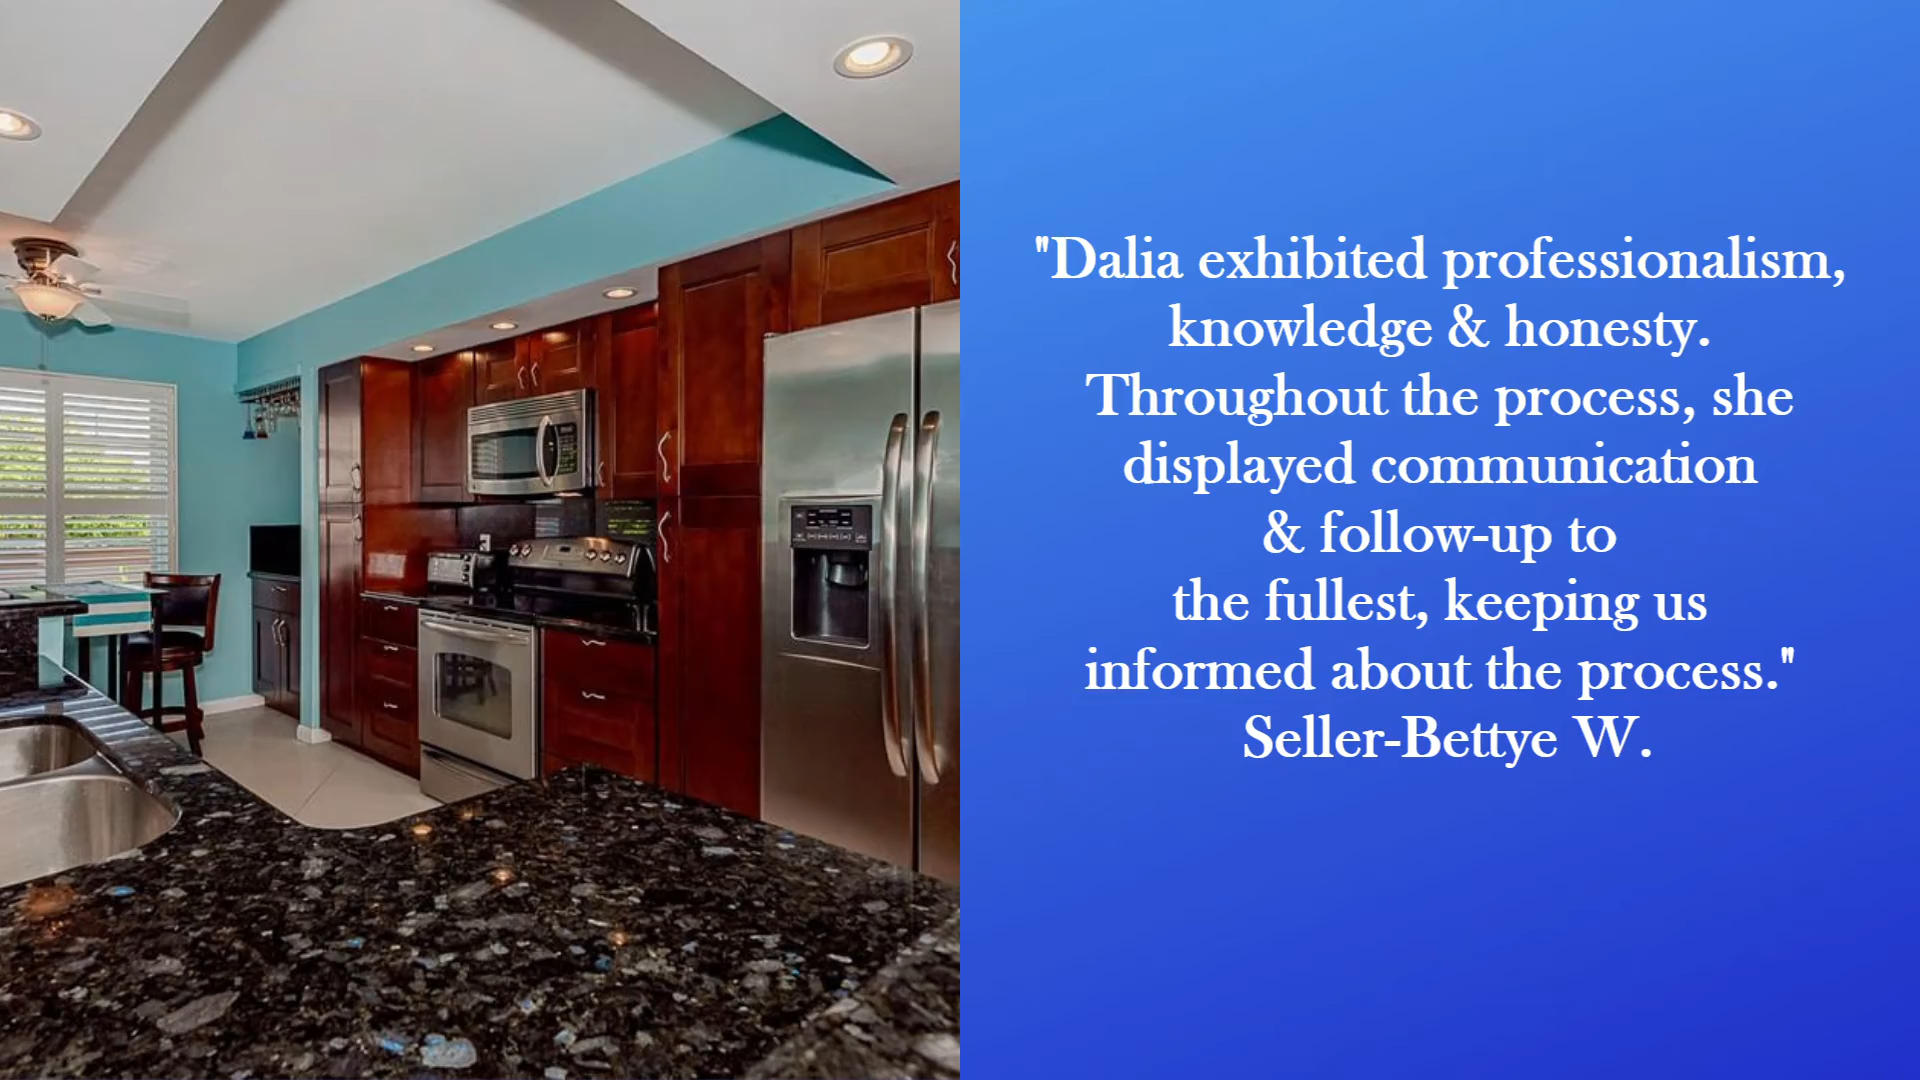 "Dalia exhibited professionalism,
knowledge & honesty.
Throughout the process, she
displayed communication
& follow-up to
the fullest, keeping us
informed about the process."
Seller-Bettye W.